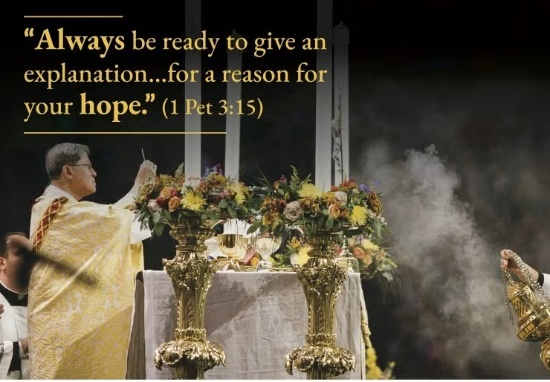 “Always be ready to give an
explanation...for a reason for
your hope.” (1 Pet 3:15)